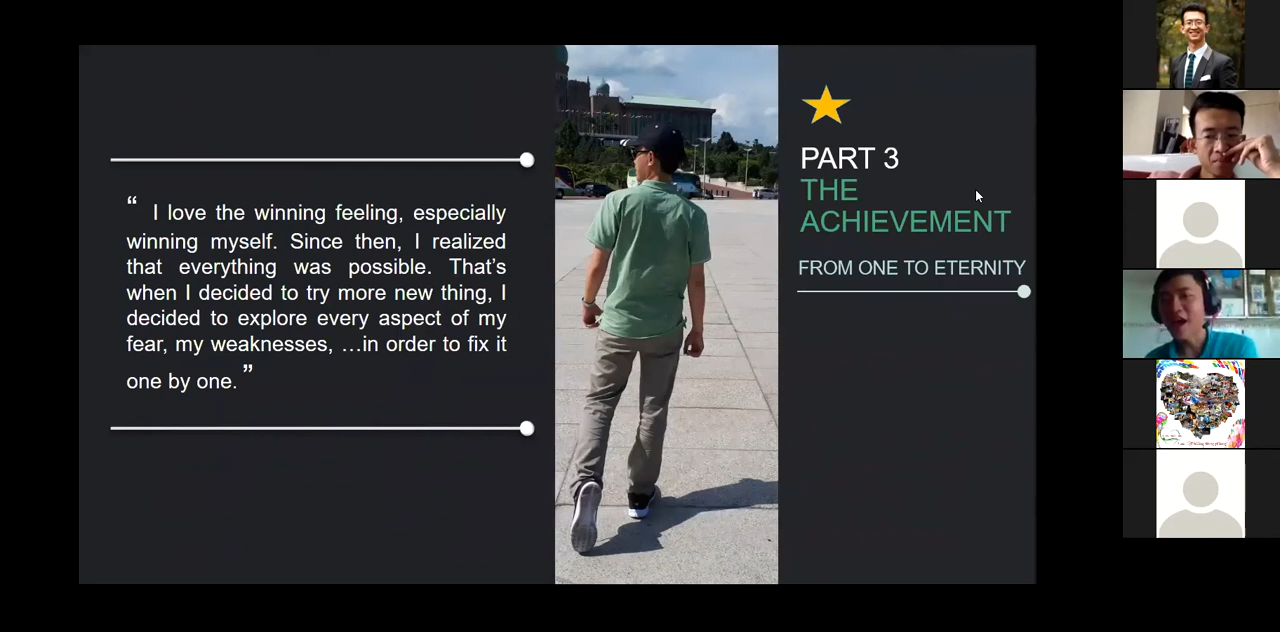 “ I love the winning feeling, especially
winning myself. Since then, I realized
that everything was possible. That’s
when I decided to try more new thing, I
decided to explore every aspect of my
fear, my weaknesses, …in order to fix it
one by one. ”
PART 3
THE
ACHIEVEMENT
FROM ONE TO ETERNITY